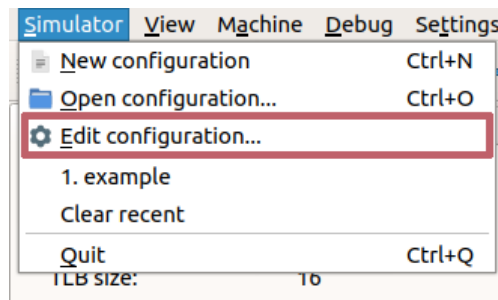 Simulator View Machine Debug Settings
New configuration Ctrl+N
Open configuration... Ctrl+O
Edit configuration...
1. example
Clear recent
Quit Ctrl+Q
TLB size: 16